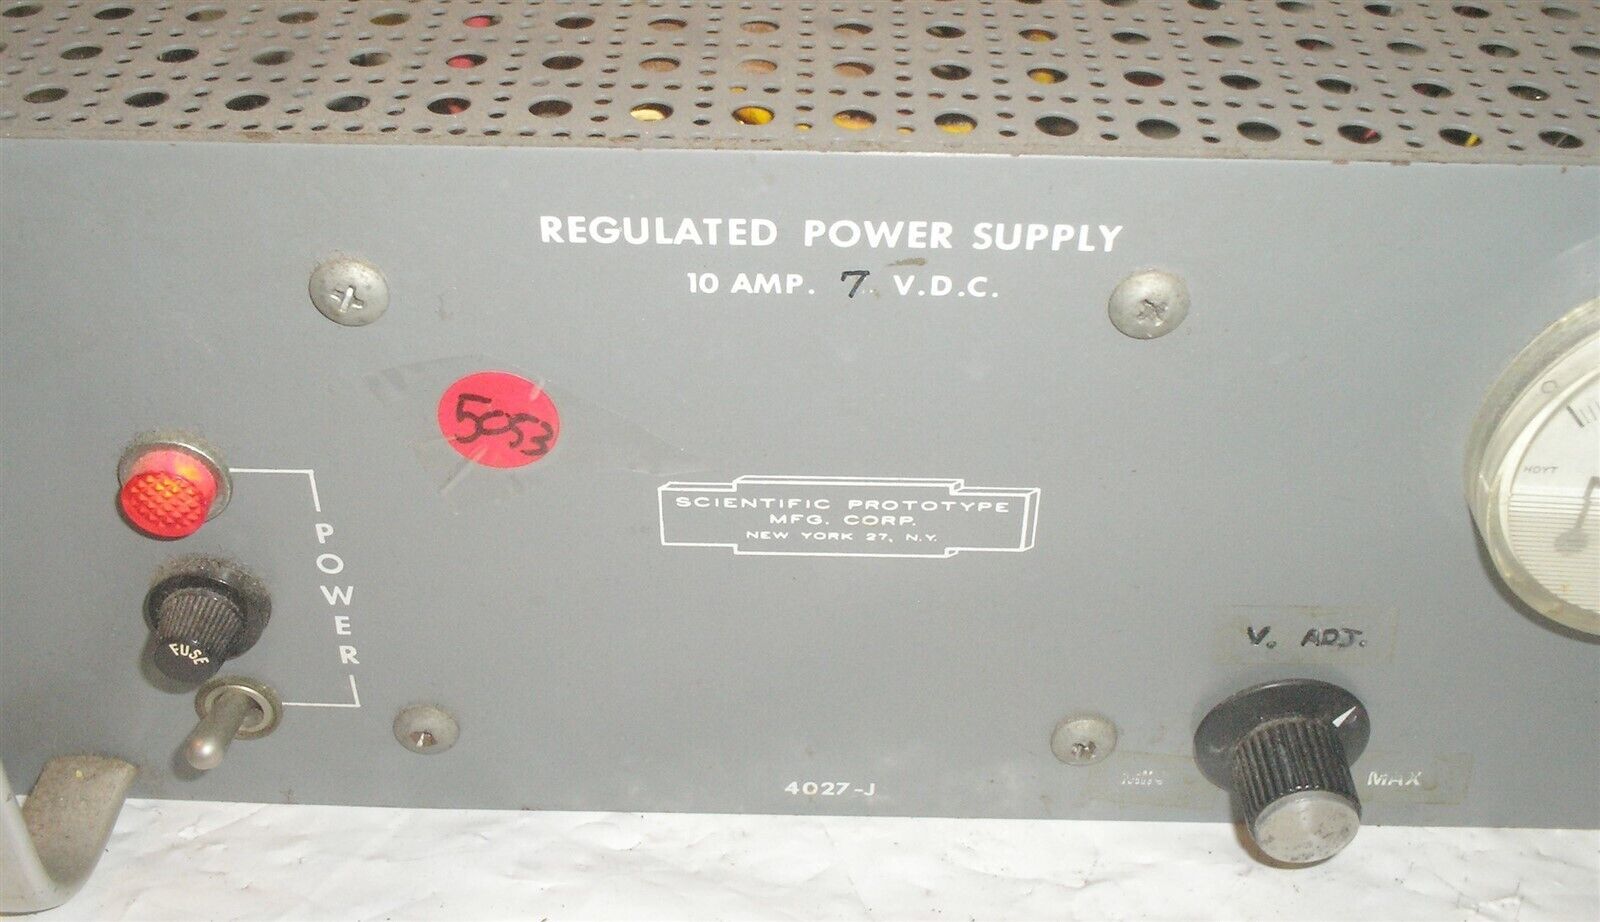 REGULATED POWER SUPPLY
10 AMP. 7 V.D.C.
5053
HOYT
SCIENTIFIC PROTOTYPE
MFG. CORP.
NEW YORK 27, N.Y.
POWER
FUSE
V. ADJ.
MAX
4027-J